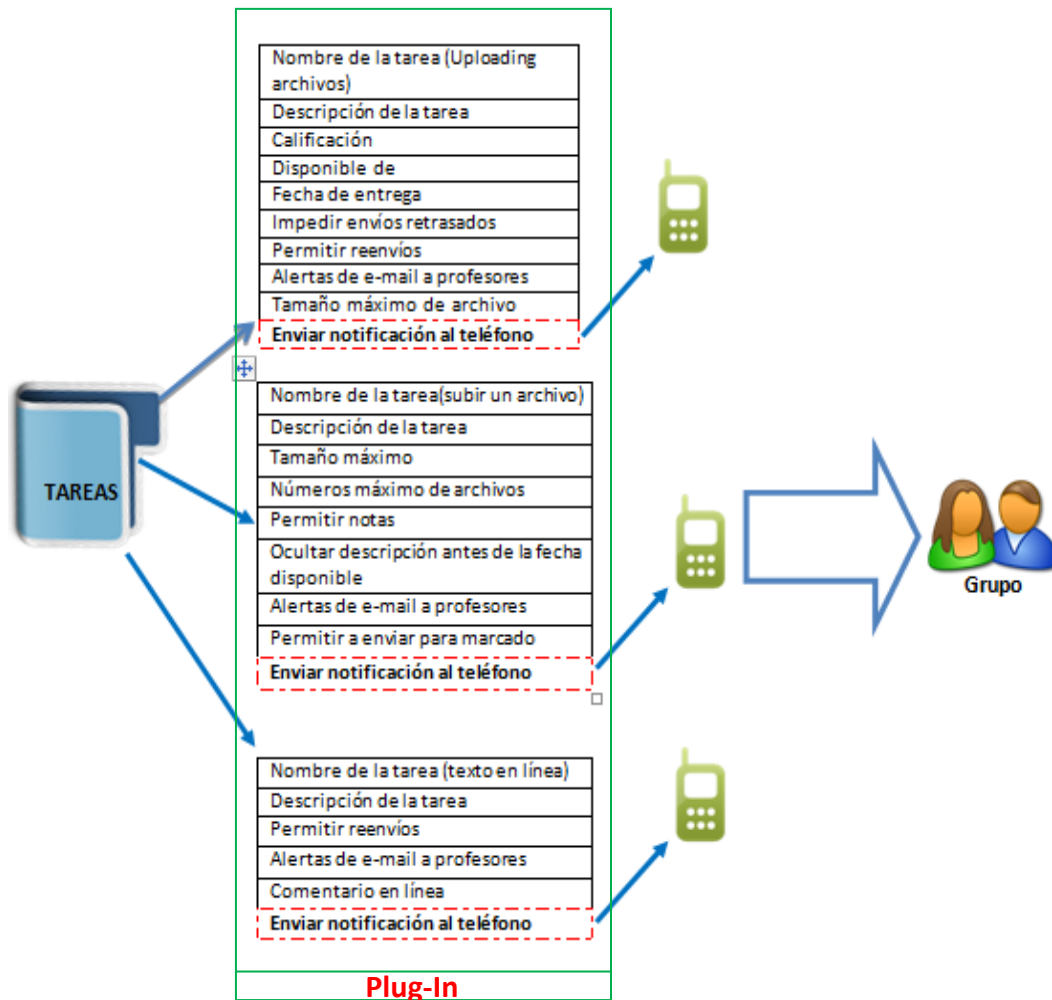 Nombre de la tarea (Uploading
archivos)
Descripción de la tarea
Calificación
Disponible de
Fecha de entrega
Impedir envíos retrasados
Permitir reenvíos
Alertas de e-mail a profesores
Tamaño máximo de archivo
Enviar notificación al teléfono
TAREAS
Nombre de la tarea(subir un archivo)
Descripción de la tarea
Tamaño máximo
Números máximo de archivos
Permitir notas
Ocultar descripción antes de la fecha
disponible
Alertas de e-mail a profesores
Permitir a enviar para marcado
Enviar notificación al teléfono
Grupo
Nombre de la tarea (texto en línea)
Descripción de la tarea
Permitir reenvíos
Alertas de e-mail a profesores
Comentario en línea
Enviar notificación al teléfono
Plug-In